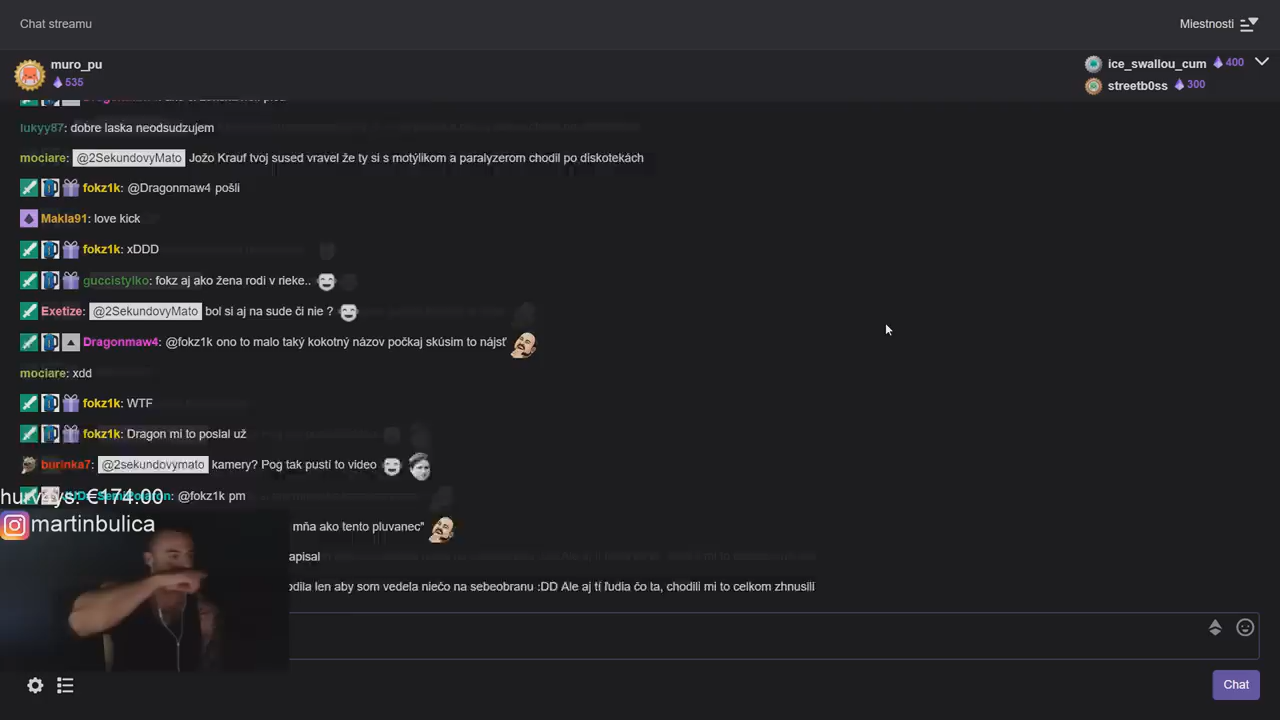 Chat streamu
Miestnosti
muro_pu
535
ice_swallou_cum 400
streetb0ss 300
lukyy87: dobre laska neodsudzujem
mociare: @2SekundovyMato Jožo Krauf tvoj sused vravel že ty si s motýlikom a paralyzerom chodil po diskotekách
fokz1k: @Dragonmaw4 pošli
Makla91: love kick
fokz1k: xDDD
guccistylko: fokz aj ako žena rodi v rieke..
Exetize: @2SekundovyMato bol si aj na sude či nie ?
Dragonmaw4: @fokz1k ono to malo taký kokotný názov počkaj skúsim to nájsť
mociare: xdd
fokz1k: WTF
fokz1k: Dragon mi to poslal už
burinka7: @2sekundovymato kamery? Pog tak pustí to video
@fokz1k pm
€174.00
martinbulica
mňa ako tento pluvanec"
apisal
odila len aby som vedela niečo na sebeobranu :DD Ale aj tí ľudia čo ta, chodili mi to celkom zhnusili
Chat